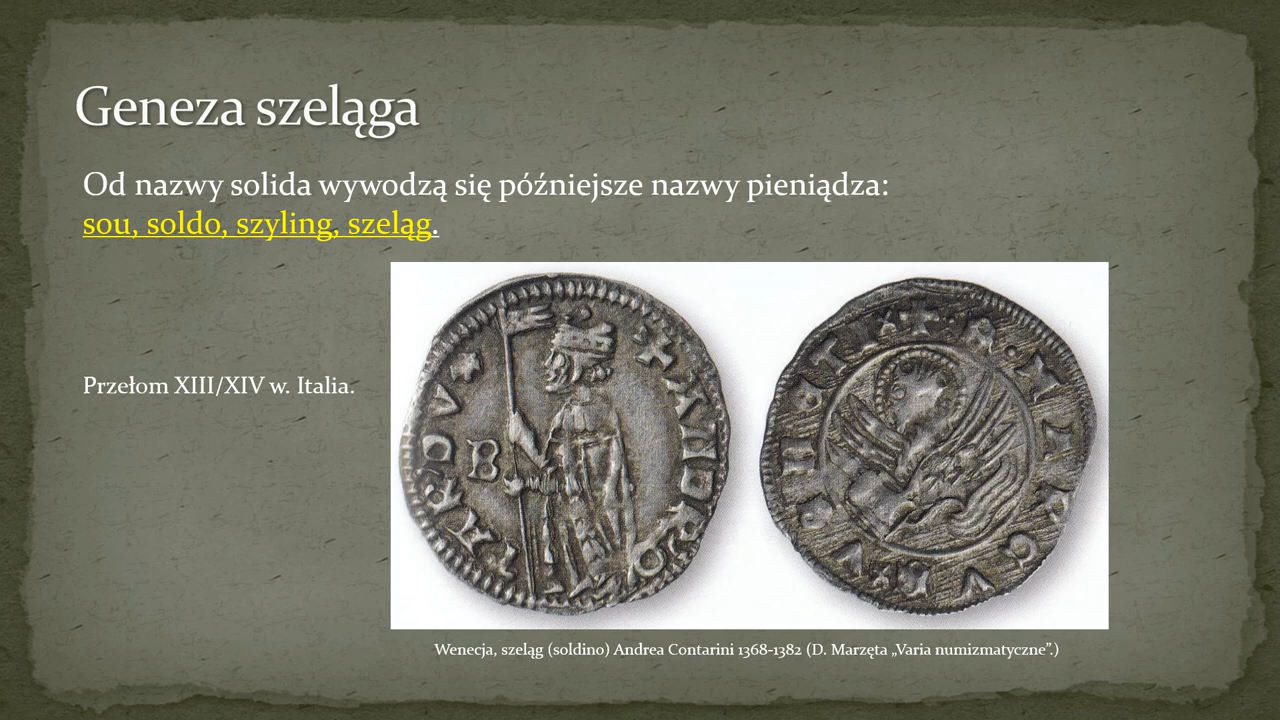 Geneza szeląga
Od nazwy solida wywodzą się późniejsze nazwy pieniądza:
sou, soldo, szyling, szeląg.
Przełom XIII/XIV w. Italia.
B
Wenecja, szeląg (soldino) Andrea Contarini 1368-1382 (D. Marzęta „Varia numizmatyczne”.)